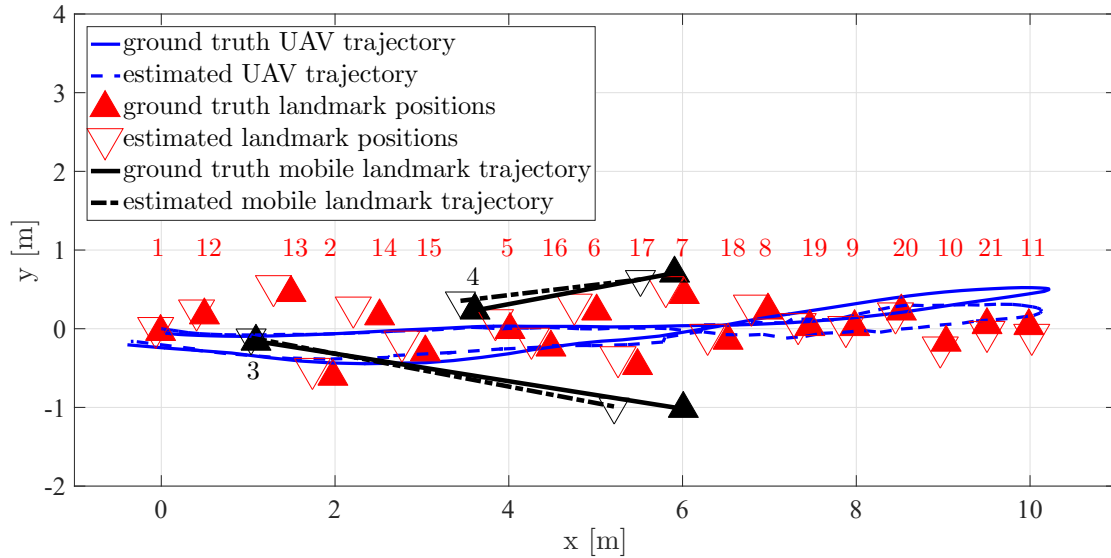 4
3
2
1
0
-1
-2
y [m]
ground truth UAV trajectory
estimated UAV trajectory
ground truth landmark positions
estimated landmark positions
ground truth mobile landmark trajectory
estimated mobile landmark trajectory
1 12 13 2 14 15 5 16 6 17 7 18 8 19 9 20 10 21 11
4
3
0 2 4 6 8 10
x [m]